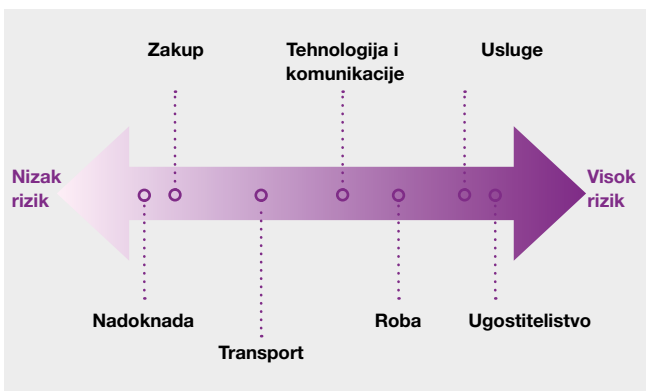 Zakup
Tehnologija i
komunikacije
Usluge
Nizak
rizik
Visok
rizik
Nadoknada
Transport
Roba
Ugostitelistvo